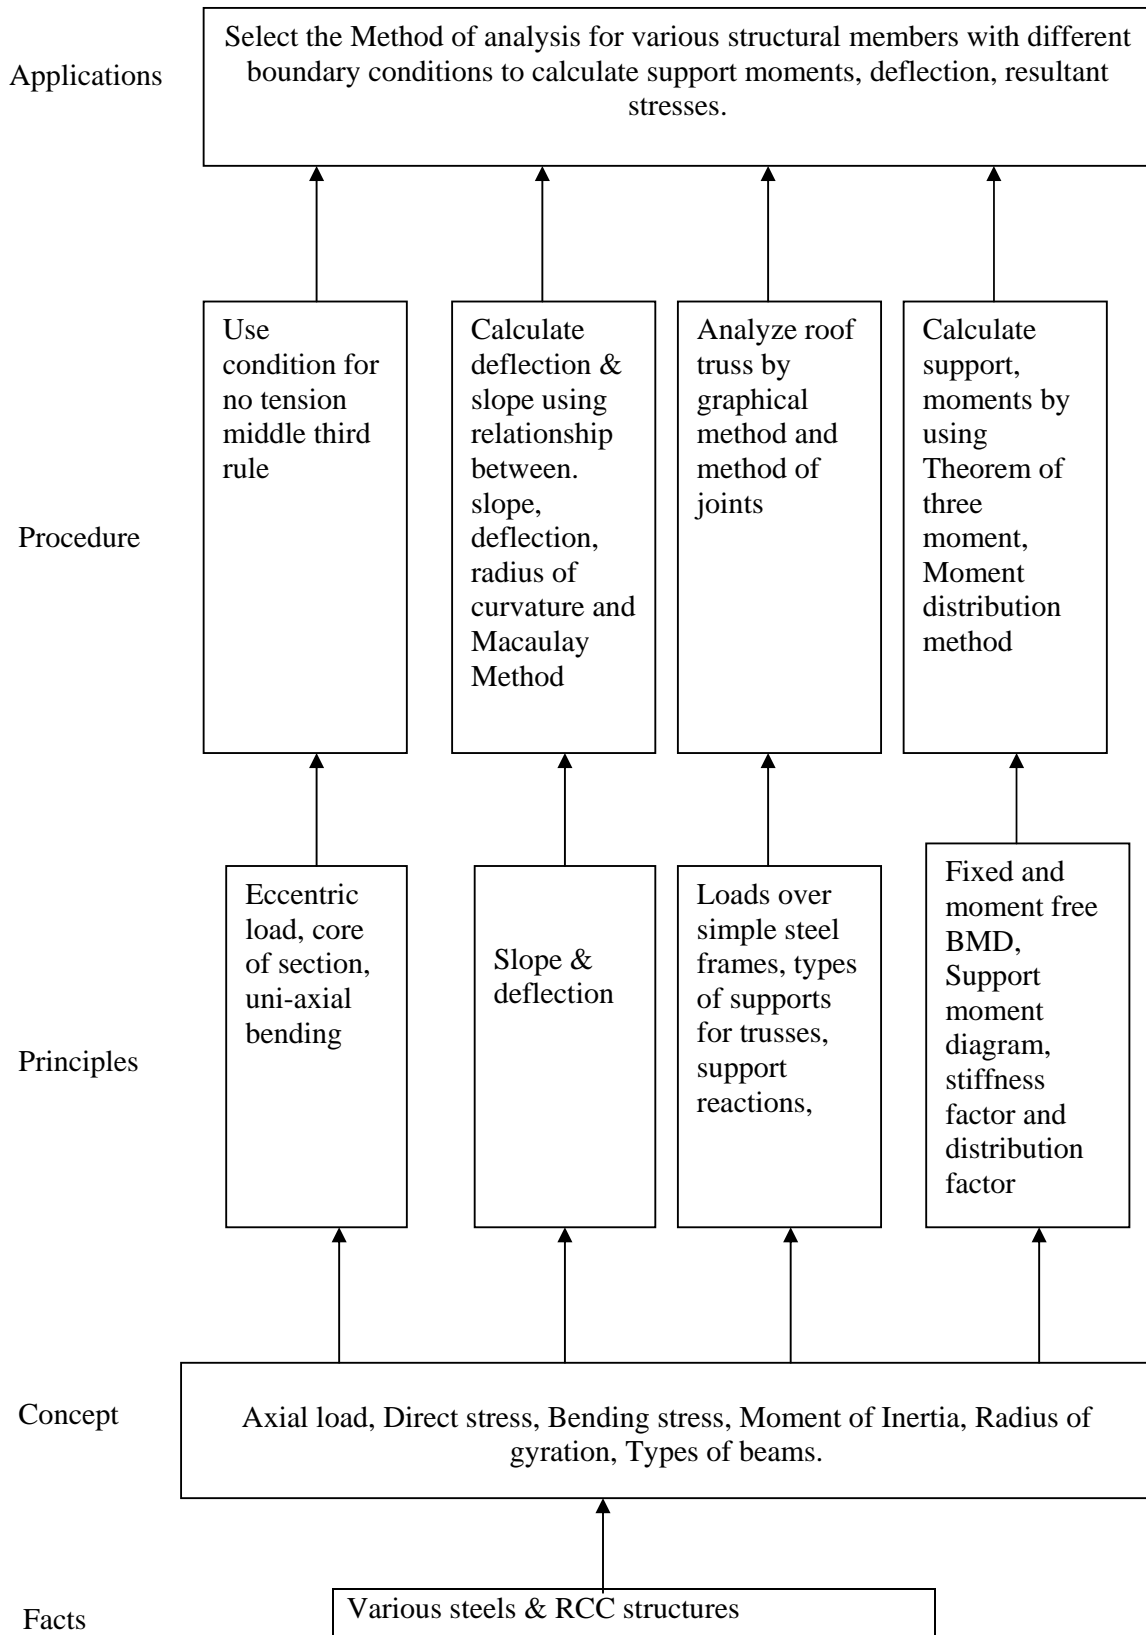 Applications
Select the Method of analysis for various structural members with different
boundary conditions to calculate support moments, deflection, resultant
stresses.
Procedure
Use
condition for
no tension
middle third
rule
Calculate
deflection &
slope using
relationship
between.
slope,
deflection,
radius of
curvature and
Macaulay
Method
Analyze roof
truss by
graphical
method and
method of
joints
Calculate
support,
moments by
using
Theorem of
three
moment,
Moment
distribution
method
Principles
Eccentric
load, core
of section,
uni-axial
bending
Slope &
deflection
Loads over
simple steel
frames, types
of supports
for trusses,
support
reactions,
Fixed and
moment free
BMD,
Support
moment
diagram,
stiffness
factor and
distribution
factor
Concept
Axial load, Direct stress, Bending stress, Moment of Inertia, Radius of
gyration, Types of beams.
Facts
Various steels & RCC structures